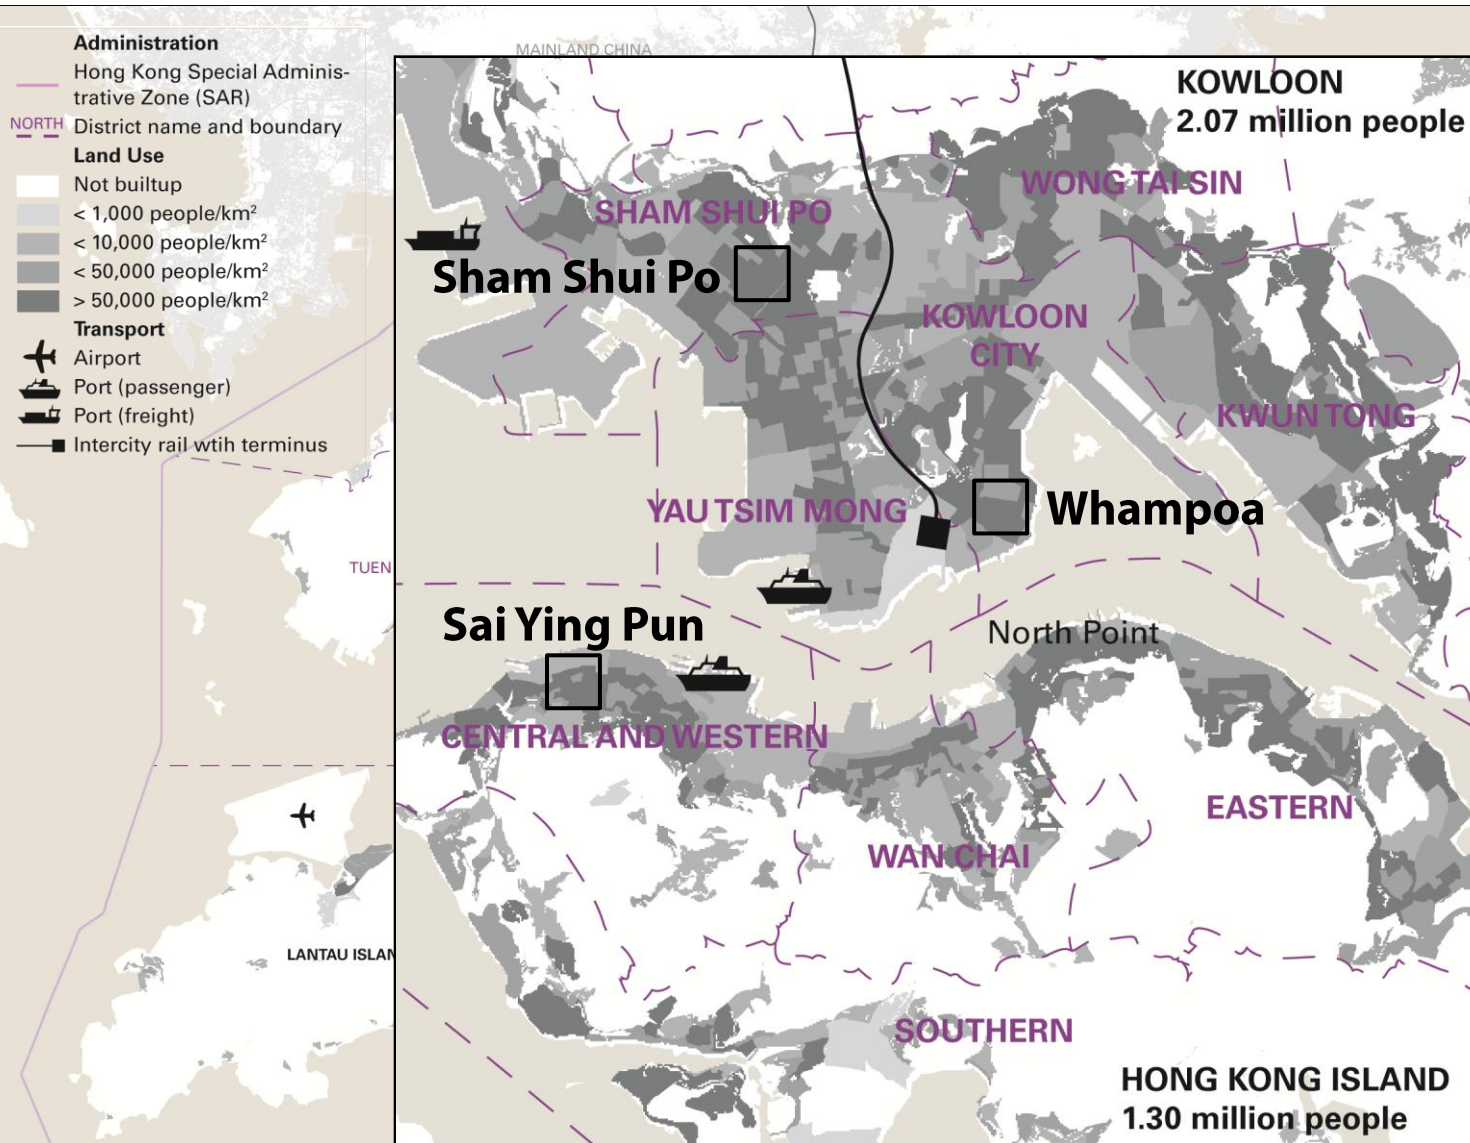 MAINLAND CHINA
Administration
Hong Kong Special Adminis-
trative Zone (SAR)
NORTH District name and boundary
Land Use
Not builtup
< 1,000 people/km²
< 10,000 people/km²
< 50,000 people/km²
> 50,000 people/km²
Transport
Airport
Port (passenger)
Port (freight)
Intercity rail wtih terminus
KOWLOON
2.07 million people
WONG TAI SIN
SHAM SHUI PO
Sham Shui Po
KOWLOON
CITY
KWUN TONG
YAU TSIM MONG
Whampoa
TUEN
Sai Ying Pun
North Point
CENTRAL AND WESTERN
EASTERN
WAN CHAI
LANTAU ISLAN
SOUTHERN
HONG KONG ISLAND
1.30 million people